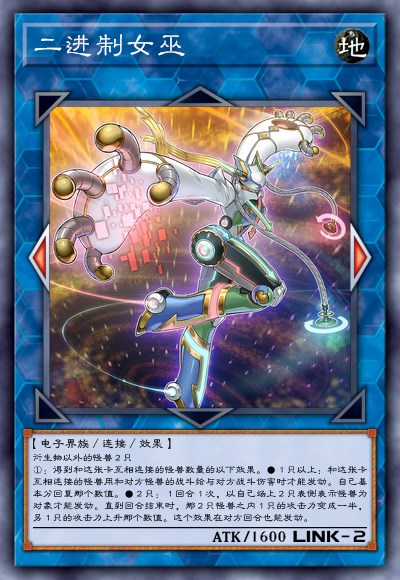 二进制女巫
地
【电子界族／连接／效果】
衍生物以外的怪兽２只
①：得到和这张卡互相连接的怪兽数量的以下效果。●１只以上：和这张卡
互相连接的怪兽用和对方怪兽的战斗给与对方战斗伤害时才能发动。自己基
本分回复那个数值。●２只：１回合１次，以自己场上２只表侧表示怪兽为
对象才能发动。直到回合结束时，那２只怪兽之内１只的攻击力变成一半，
另１只的攻击力上升那个数值。这个效果在对方回合也能发动。
ATK/1600 LINK-2